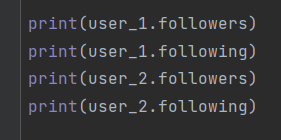 print(user_1.followers)
print(user_1.following)
print(user_2.followers)
print(user_2.following)